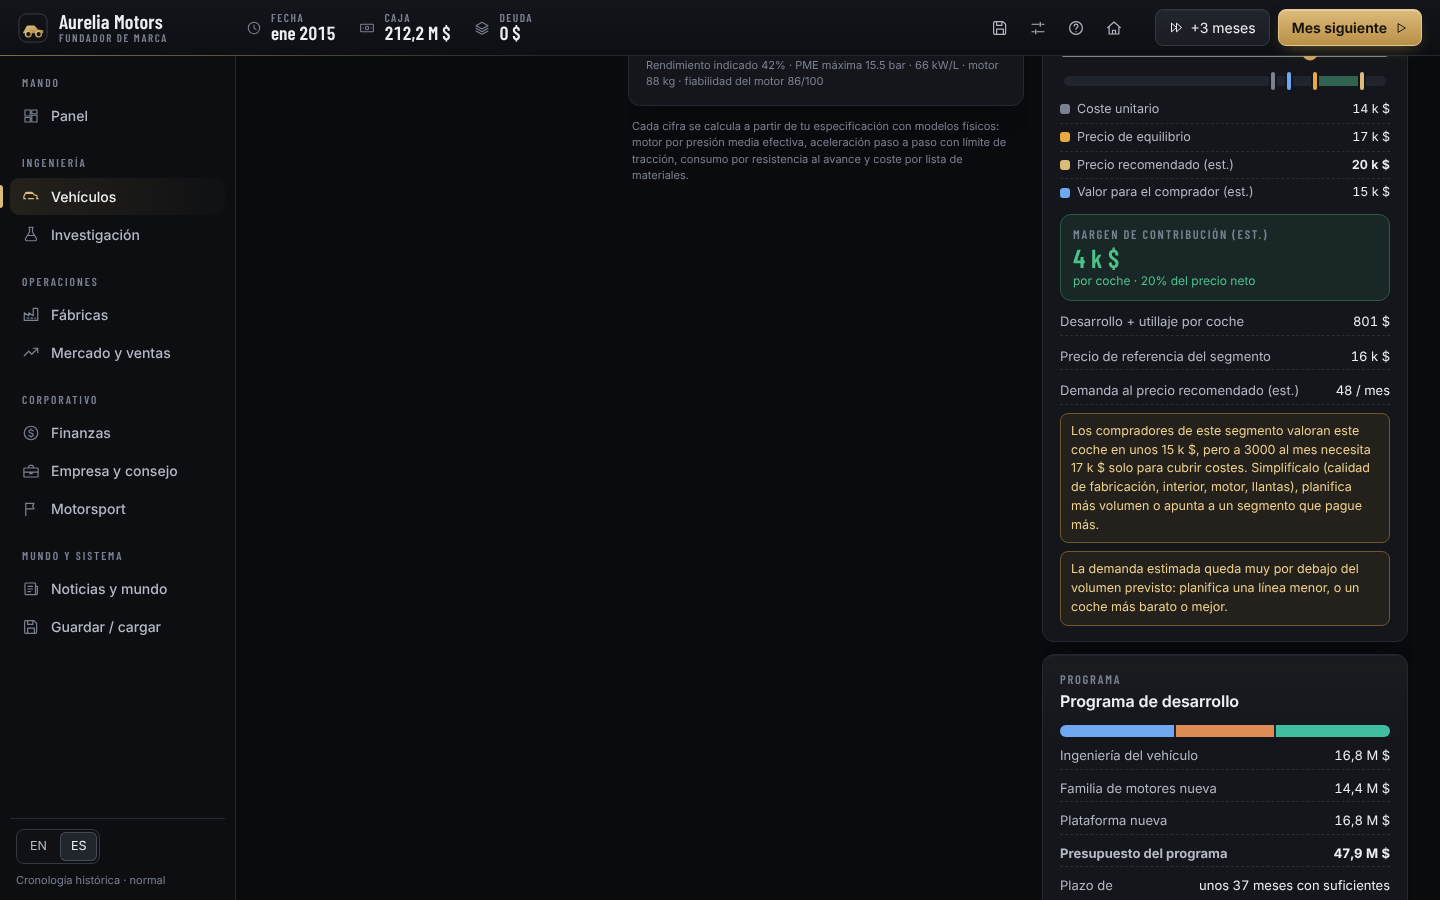 Aurelia Motors
FUNDADOR DE MARCA
FECHA
ene 2015
CAJA
212,2 M $
DEUDA
0 $
+3 meses
Mes siguiente
MANDO
Panel
INGENIERÍA
Vehículos
Investigación
OPERACIONES
Fábricas
Mercado y ventas
CORPORATIVO
Finanzas
Empresa y consejo
Motorsport
MUNDO Y SISTEMA
Noticias y mundo
Guardar / cargar
EN
ES
Cronología histórica · normal
Rendimiento indicado 42% · PME máxima 15.5 bar · 66 kW/L · motor
88 kg · fiabilidad del motor 86/100
Cada cifra se calcula a partir de tu especificación con modelos físicos:
motor por presión media efectiva, aceleración paso a paso con límite de
tracción, consumo por resistencia al avance y coste por lista de
materiales.
Coste unitario 14 k $
Precio de equilibrio 17 k $
Precio recomendado (est.) 20 k $
Valor para el comprador (est.) 15 k $
MARGEN DE CONTRIBUCIÓN (EST.)
4 k $
por coche · 20% del precio neto
Desarrollo + utillaje por coche 801 $
Precio de referencia del segmento 16 k $
Demanda al precio recomendado (est.) 48 / mes
Los compradores de este segmento valoran este
coche en unos 15 k $, pero a 3000 al mes necesita
17 k $ solo para cubrir costes. Simplifícalo (calidad
de fabricación, interior, motor, llantas), planifica
más volumen o apunta a un segmento que pague
más.
La demanda estimada queda muy por debajo del
volumen previsto: planifica una línea menor, o un
coche más barato o mejor.
PROGRAMA
Programa de desarrollo
Ingeniería del vehículo 16,8 M $
Familia de motores nueva 14,4 M $
Plataforma nueva 16,8 M $
Presupuesto del programa 47,9 M $
Plazo de unos 37 meses con suficientes